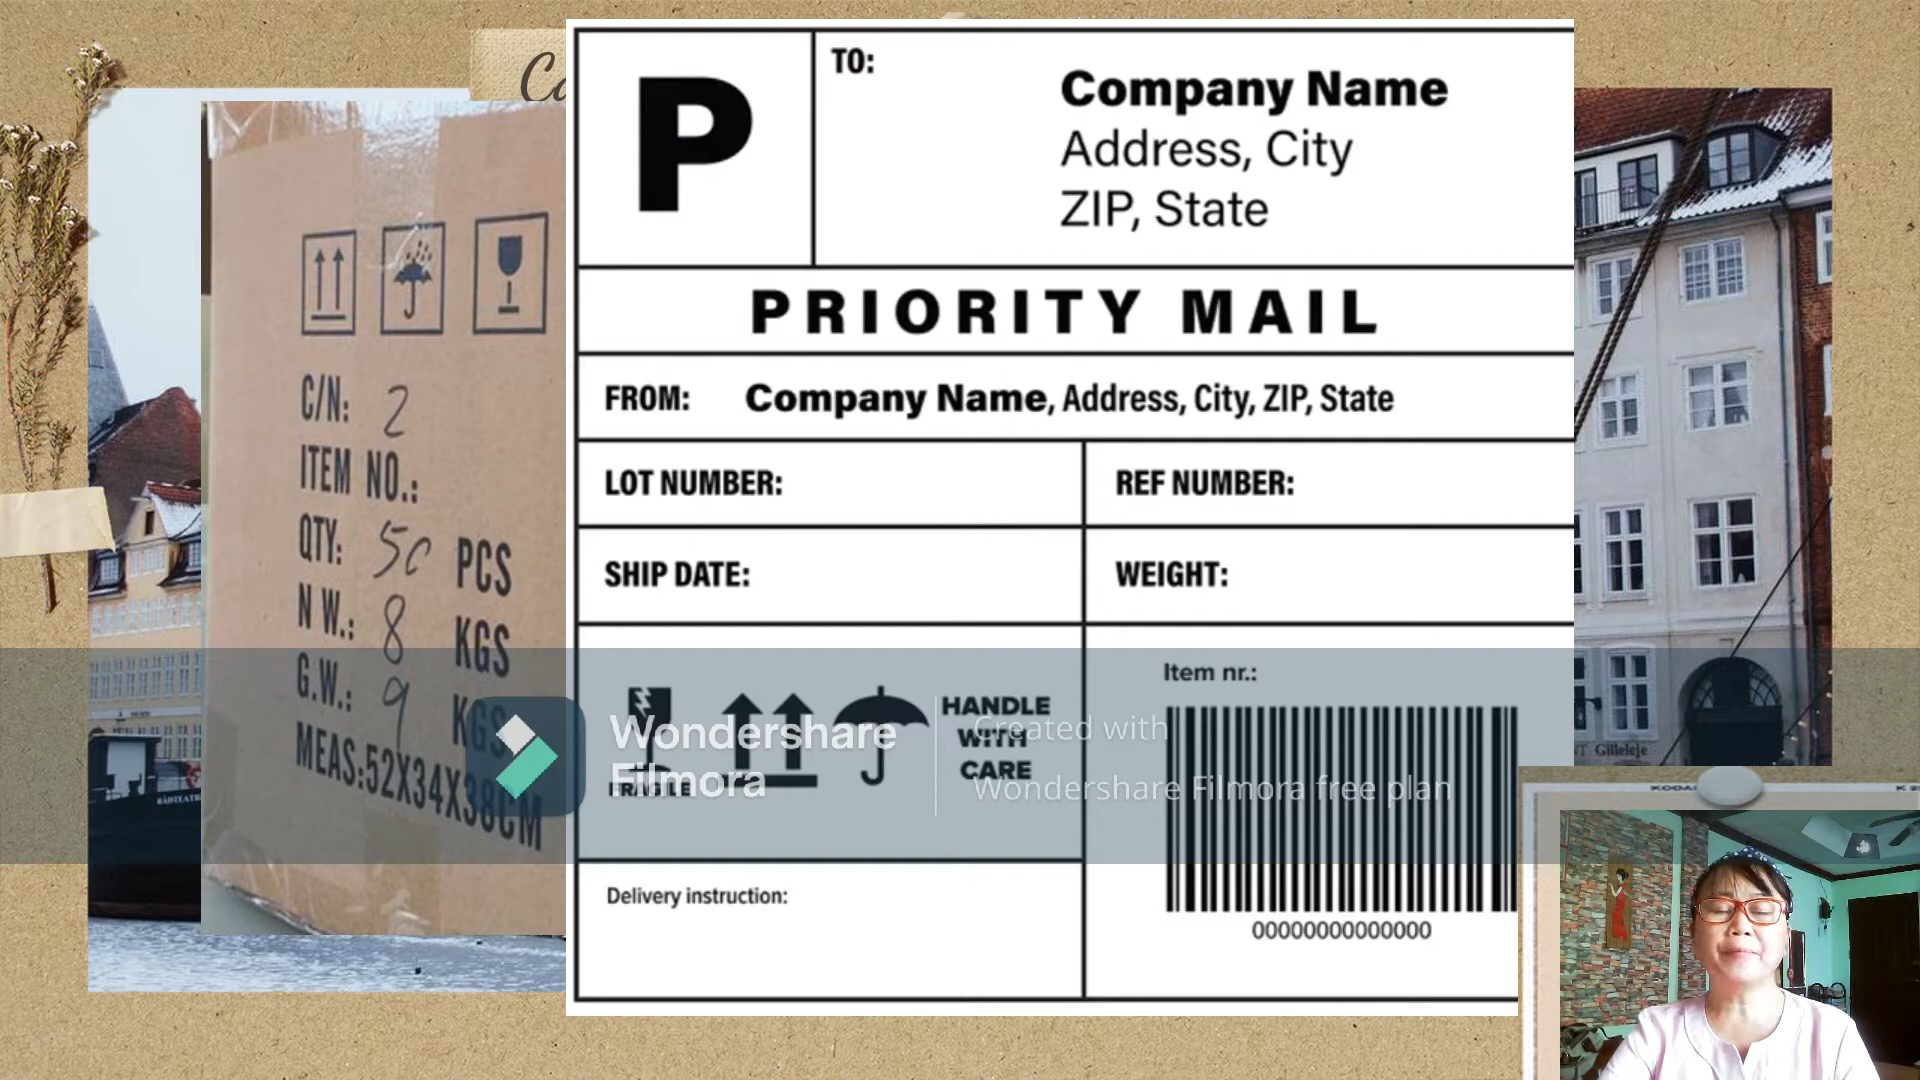 P
TO:
Company Name
Address, City
ZIP, State
PRIORITY MAIL
FROM: Company Name, Address, City, ZIP, State
LOT NUMBER:
REF NUMBER:
SHIP DATE:
WEIGHT:
FRAGILE
HANDLE
WITH
CARE
Item nr.:
00000000000000
Delivery instruction:
C/N: 2
ITEM NO.:
QTY: 50 PCS
N W.: 8 KGS
G.W.: 9 KGS
MEAS:52X34X38CM
Wondershare
Filmora
Created with
Wondershare Filmora free plan
Gilleleje